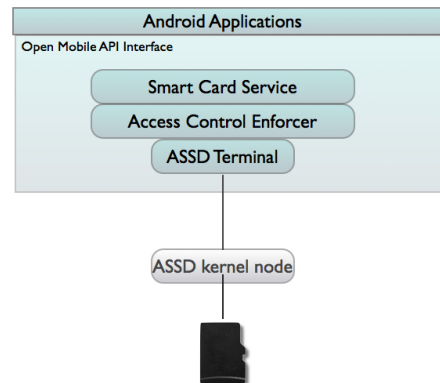 Android Applications
Open Mobile API Interface
Smart Card Service
Access Control Enforcer
ASSD Terminal
ASSD kernel node